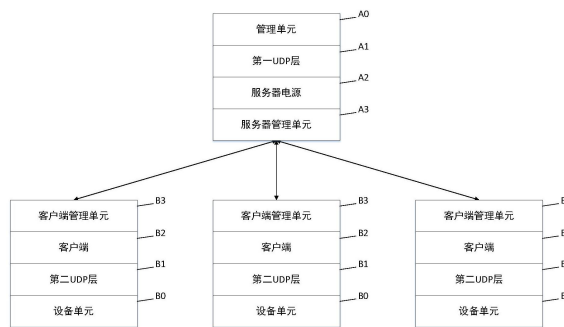 管理单元
A0
第一UDP层
A1
服务器电源
A2
服务器管理单元
A3
客户端管理单元
B3
客户端
B2
第二UDP层
B1
设备单元
B0
客户端管理单元
B3
客户端
B2
第二UDP层
B1
设备单元
B0
客户端管理单元
客户端
第二UDP层
设备单元